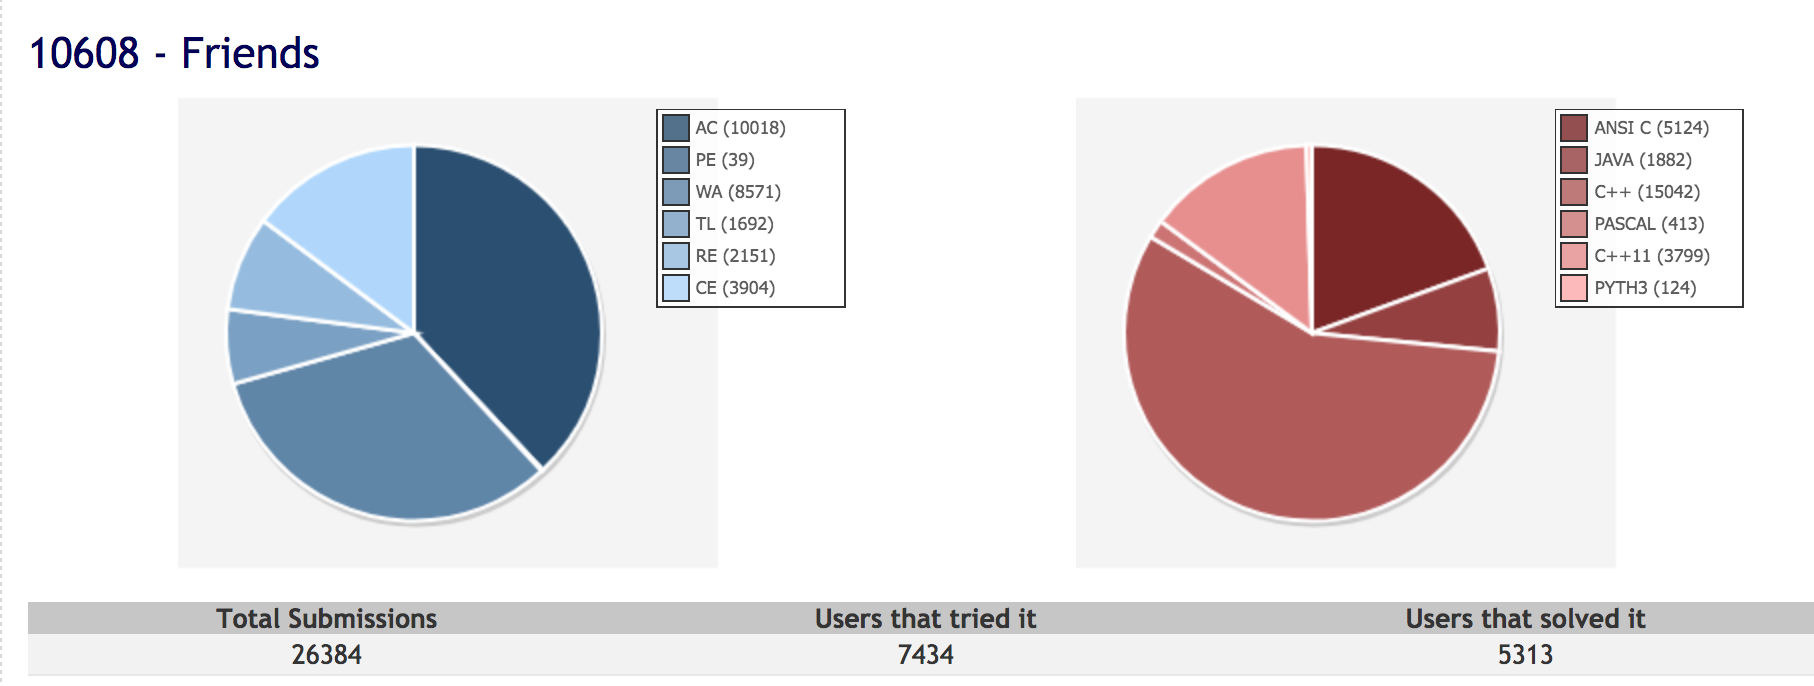 10608 - Friends
AC (10018)
PE (39)
WA (8571)
TL (1692)
RE (2151)
CE (3904)
ANSI C (5124)
JAVA (1882)
C++ (15042)
PASCAL (413)
C++11 (3799)
PYTH3 (124)
Total Submissions Users that tried it Users that solved it
26384 7434 5313